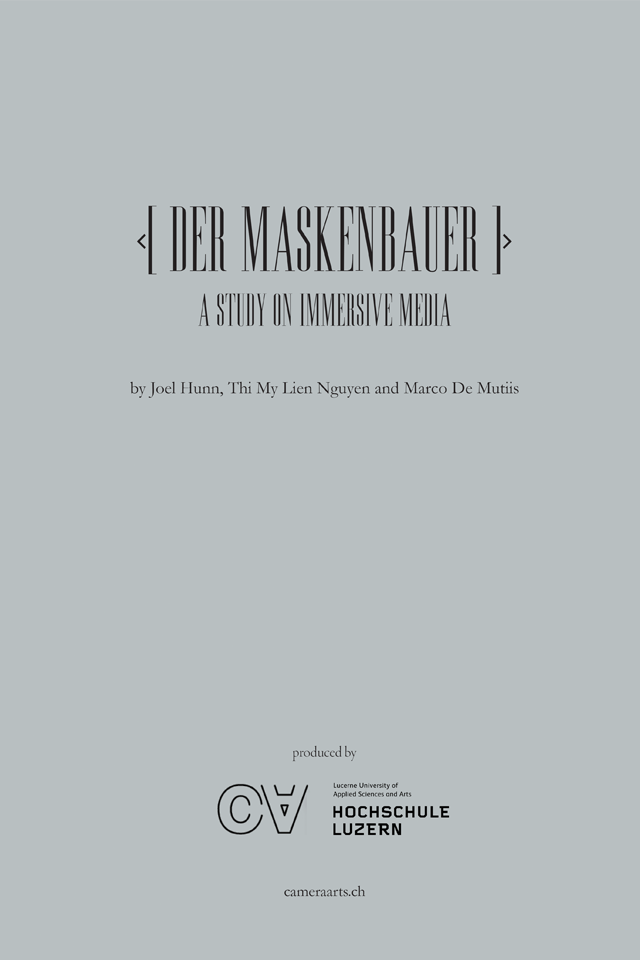 <[ DER MASKENBAUER ]>
A STUDY ON IMMERSIVE MEDIA
by Joel Hunn, Thi My Lien Nguyen and Marco De Mutiis
produced by
CA
Lucerne University of
Applied Sciences and Arts
HOCHSCHULE
LUZERN
cameraarts.ch